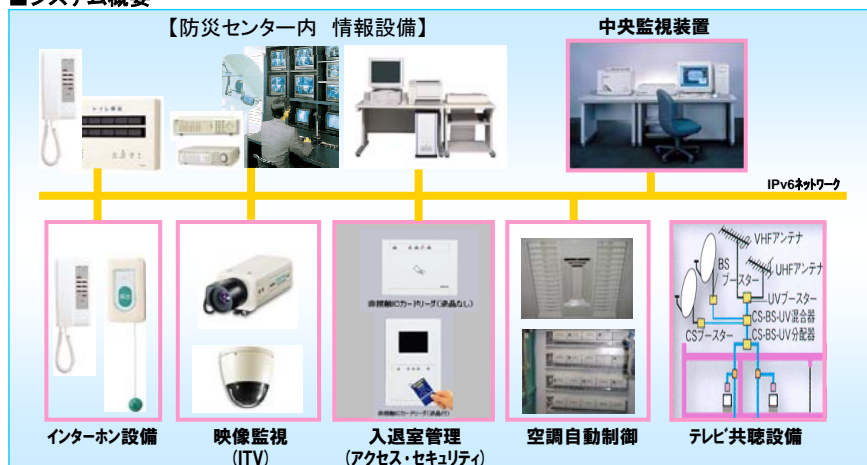 ■システム概要
【防災センター内　情報設備】
中央監視装置
トイレ呼出
IPv6ネットワーク
呼出
非接触ICカードリーダ(液晶なし)
非接触ICカードリーダ(液晶付)
VHFアンテナ
BS
ブースター
UHFアンテナ
UVブースター
CS-BS-UV混合器
CSブースター
CS-BS-UV分配器
インターホン設備
映像監視
(ITV)
入退室管理
(アクセス・セキュリティ)
空調自動制御
テレビ共聴設備